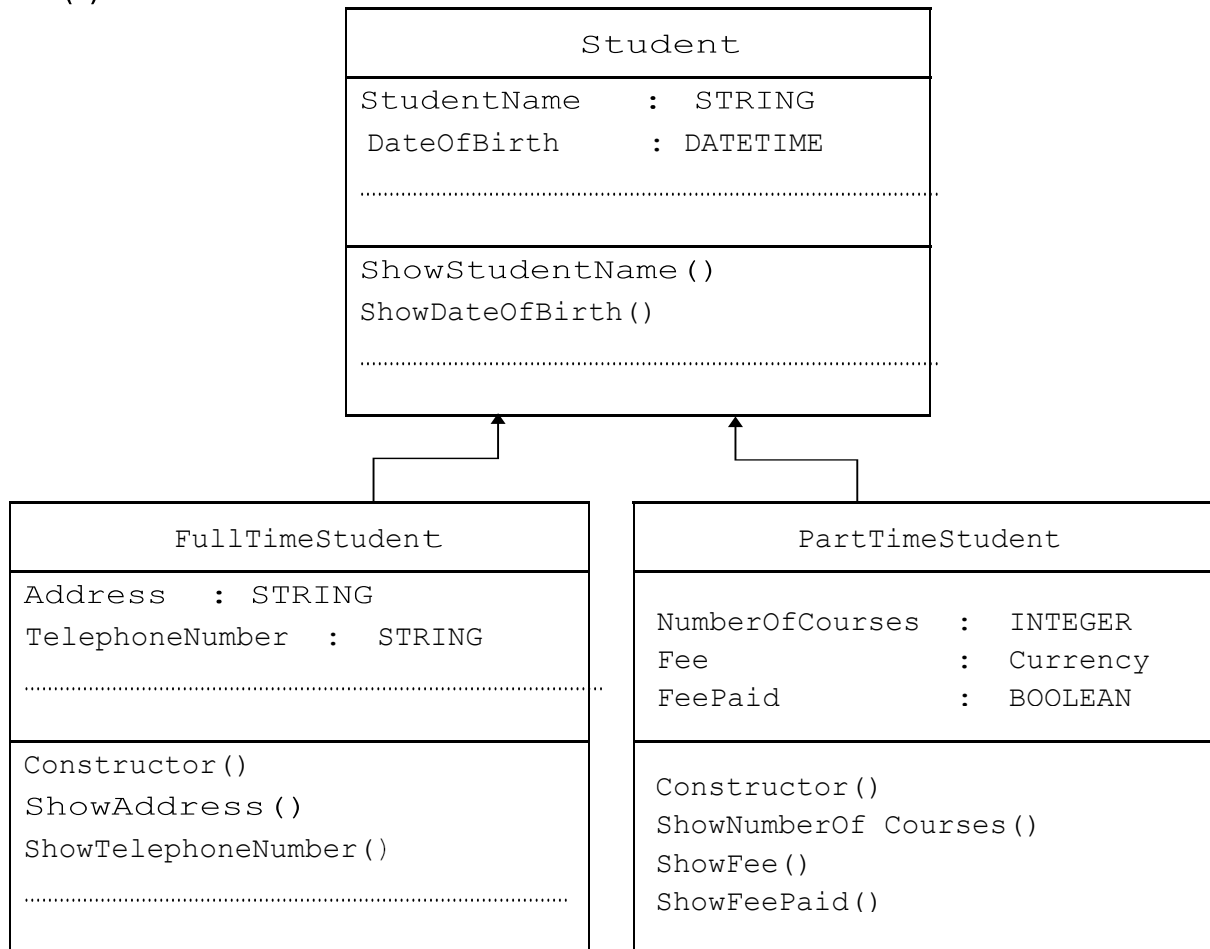 Student
StudentName : STRING
DateOfBirth : DATETIME
ShowStudentName()
ShowDateOfBirth()
FullTimeStudent
Address : STRING
TelephoneNumber : STRING
Constructor()
ShowAddress()
ShowTelephoneNumber()
PartTimeStudent
NumberOfCourses : INTEGER
Fee : Currency
FeePaid : BOOLEAN
Constructor()
ShowNumberOf Courses()
ShowFee()
ShowFeePaid()